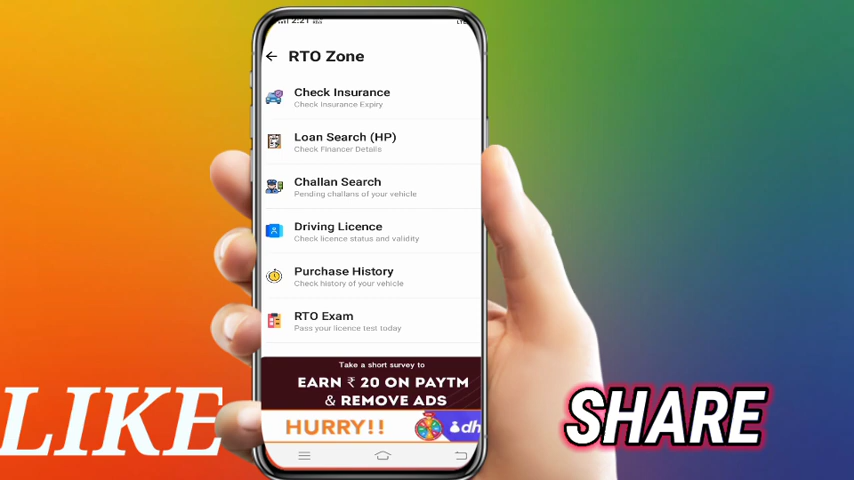 2:21
RTO Zone
Check Insurance
Check Insurance Expiry
Loan Search (HP)
Check Financer Details
Challan Search
Pending challans of your vehicle
Driving Licence
Check licence status and validity
Purchase History
Check history of your vehicle
RTO Exam
Pass your licence test today
Take a short survey to
EARN ₹ 20 ON PAYTM
& REMOVE ADS
HURRY!!
dh
LIKE
SHARE